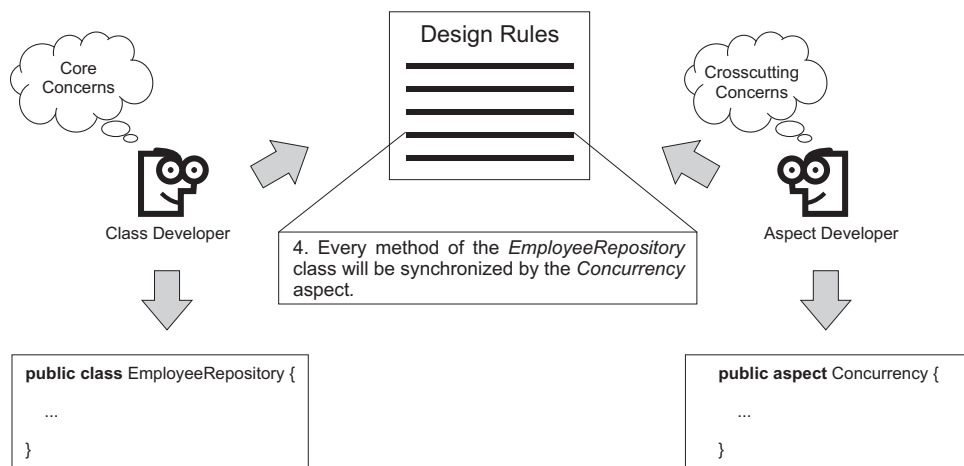 Design Rules
Core
Concerns
Crosscutting
Concerns
Class Developer
Aspect Developer
4. Every method of the EmployeeRepository
class will be synchronized by the Concurrency
aspect.
public class EmployeeRepository {
...
}
public aspect Concurrency {
...
}